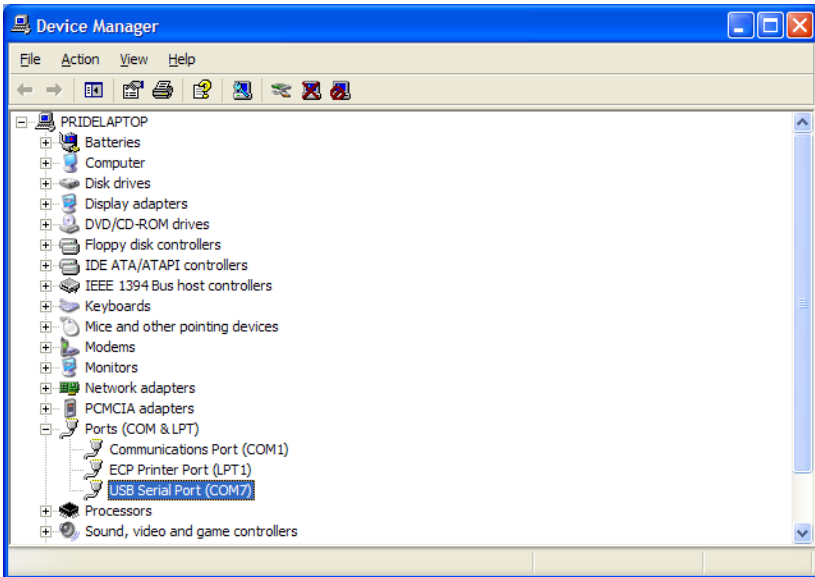 Device Manager
File Action View Help
PRIDELAPTOP
Batteries
Computer
Disk drives
Display adapters
DVD/CD-ROM drives
Floppy disk controllers
IDE ATA/ATAPI controllers
IEEE 1394 Bus host controllers
Keyboards
Mice and other pointing devices
Modems
Monitors
Network adapters
PCMCIA adapters
Ports (COM & LPT)
Communications Port (COM1)
ECP Printer Port (LPT1)
USB Serial Port (COM7)
Processors
Sound, video and game controllers